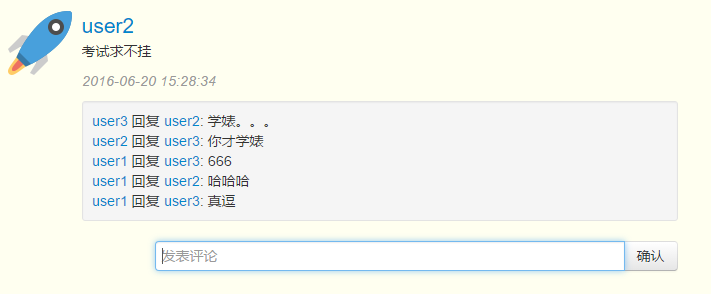 user2
考试求不挂
2016-06-20 15:28:34
user3 回复 user2: 学婊。。。
user2 回复 user3: 你才学婊
user1 回复 user3: 666
user1 回复 user2: 哈哈哈
user1 回复 user3: 真逗
发表评论 确认